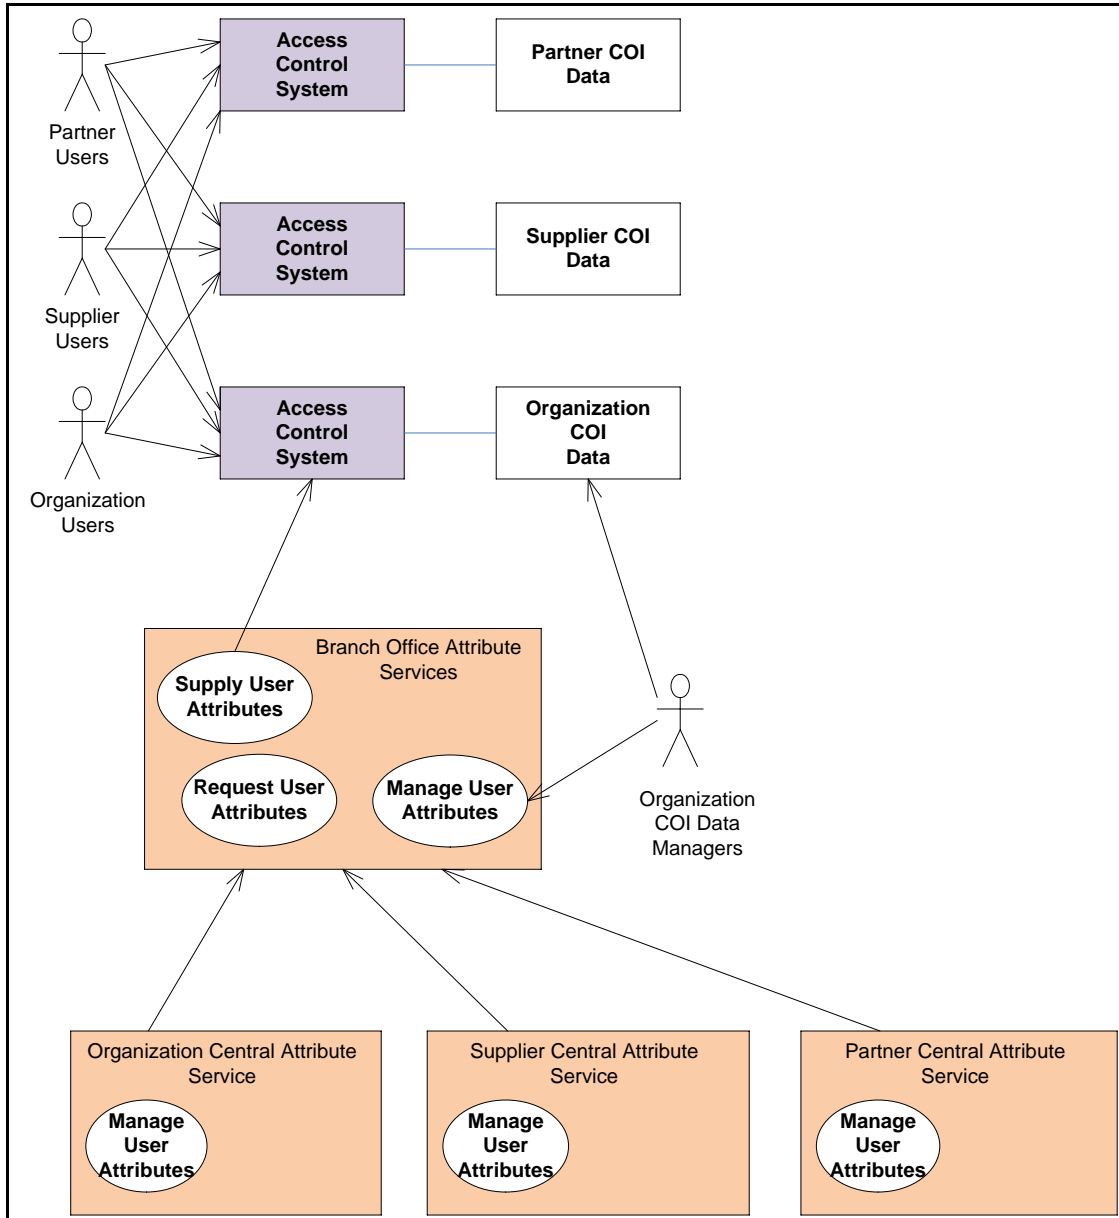 Access
Control
System
Partner COI
Data
Partner
Users
Access
Control
System
Supplier COI
Data
Supplier
Users
Access
Control
System
Organization
COI
Data
Organization
Users
Branch Office Attribute
Services
Supply User
Attributes
Request User
Attributes
Manage User
Attributes
Organization
COI Data
Managers
Organization Central Attribute
Service
Manage
User
Attributes
Supplier Central Attribute
Service
Manage
User
Attributes
Partner Central Attribute
Service
Manage
User
Attributes